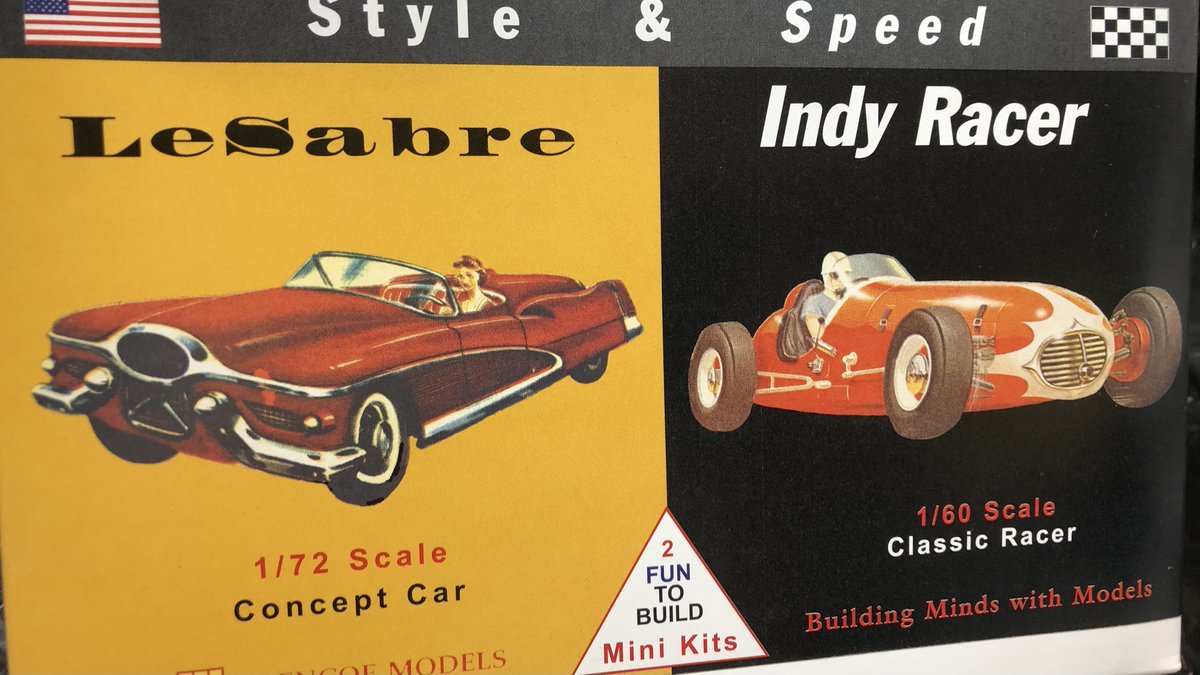 Style & Speed
LeSabre
Indy Racer
1/72 Scale
Concept Car
1/60 Scale
Classic Racer
2
FUN
TO
BUILD
Mini Kits
Building Minds with Models
MODELS